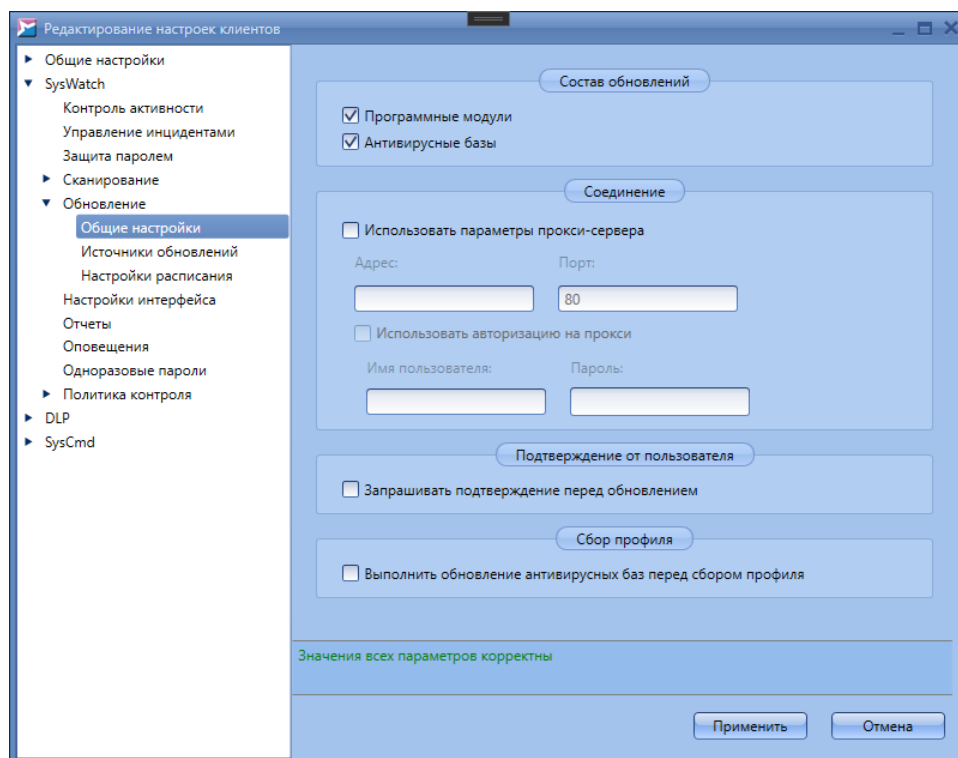 Редактирование настроек клиентов
Общие настройки
SysWatch
Контроль активности
Управление инцидентами
Защита паролем
Сканирование
Обновление
Общие настройки
Источники обновлений
Настройки расписания
Настройки интерфейса
Отчеты
Оповещения
Одноразовые пароли
Политика контроля
DLP
SysCmd
Состав обновлений
Программные модули
Антивирусные базы
Соединение
Использовать параметры прокси-сервера
Адрес: Порт:
80
Использовать авторизацию на прокси
Имя пользователя: Пароль:
Подтверждение от пользователя
Запрашивать подтверждение перед обновлением
Сбор профиля
Выполнить обновление антивирусных баз перед сбором профиля
Значения всех параметров корректны
Применить Отмена